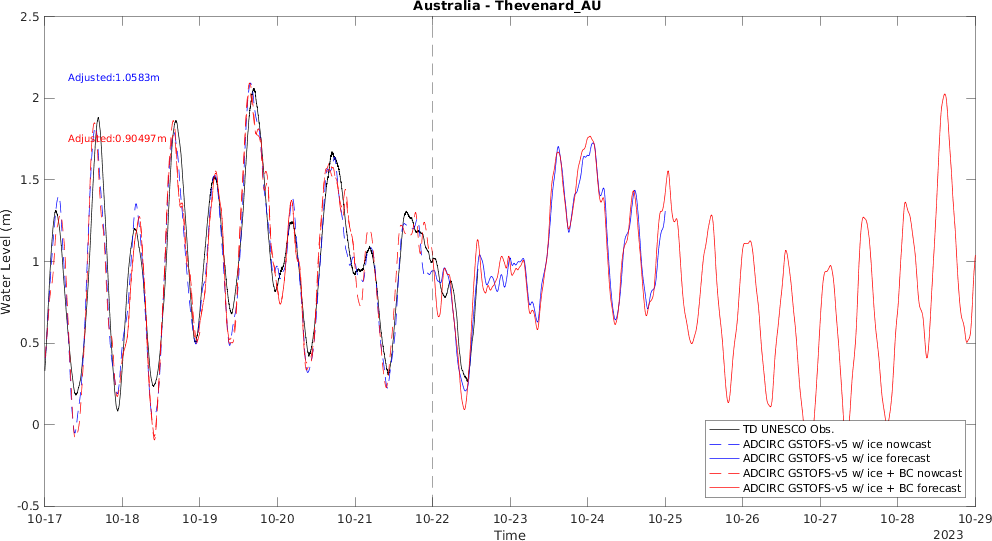 Australia - Thevenard_AU
2.5
2
1.5
1
0.5
0
-0.5
Water Level (m)
Adjusted:1.0583m
Adjusted:0.90497m
TD UNESCO Obs.
ADCIRC GSTOFS-v5 w/ ice nowcast
ADCIRC GSTOFS-v5 w/ ice forecast
ADCIRC GSTOFS-v5 w/ ice + BC nowcast
ADCIRC GSTOFS-v5 w/ ice + BC forecast
10-17 10-18 10-19 10-20 10-21 10-22 10-23 10-24 10-25 10-26 10-27 10-28 10-29
Time
2023